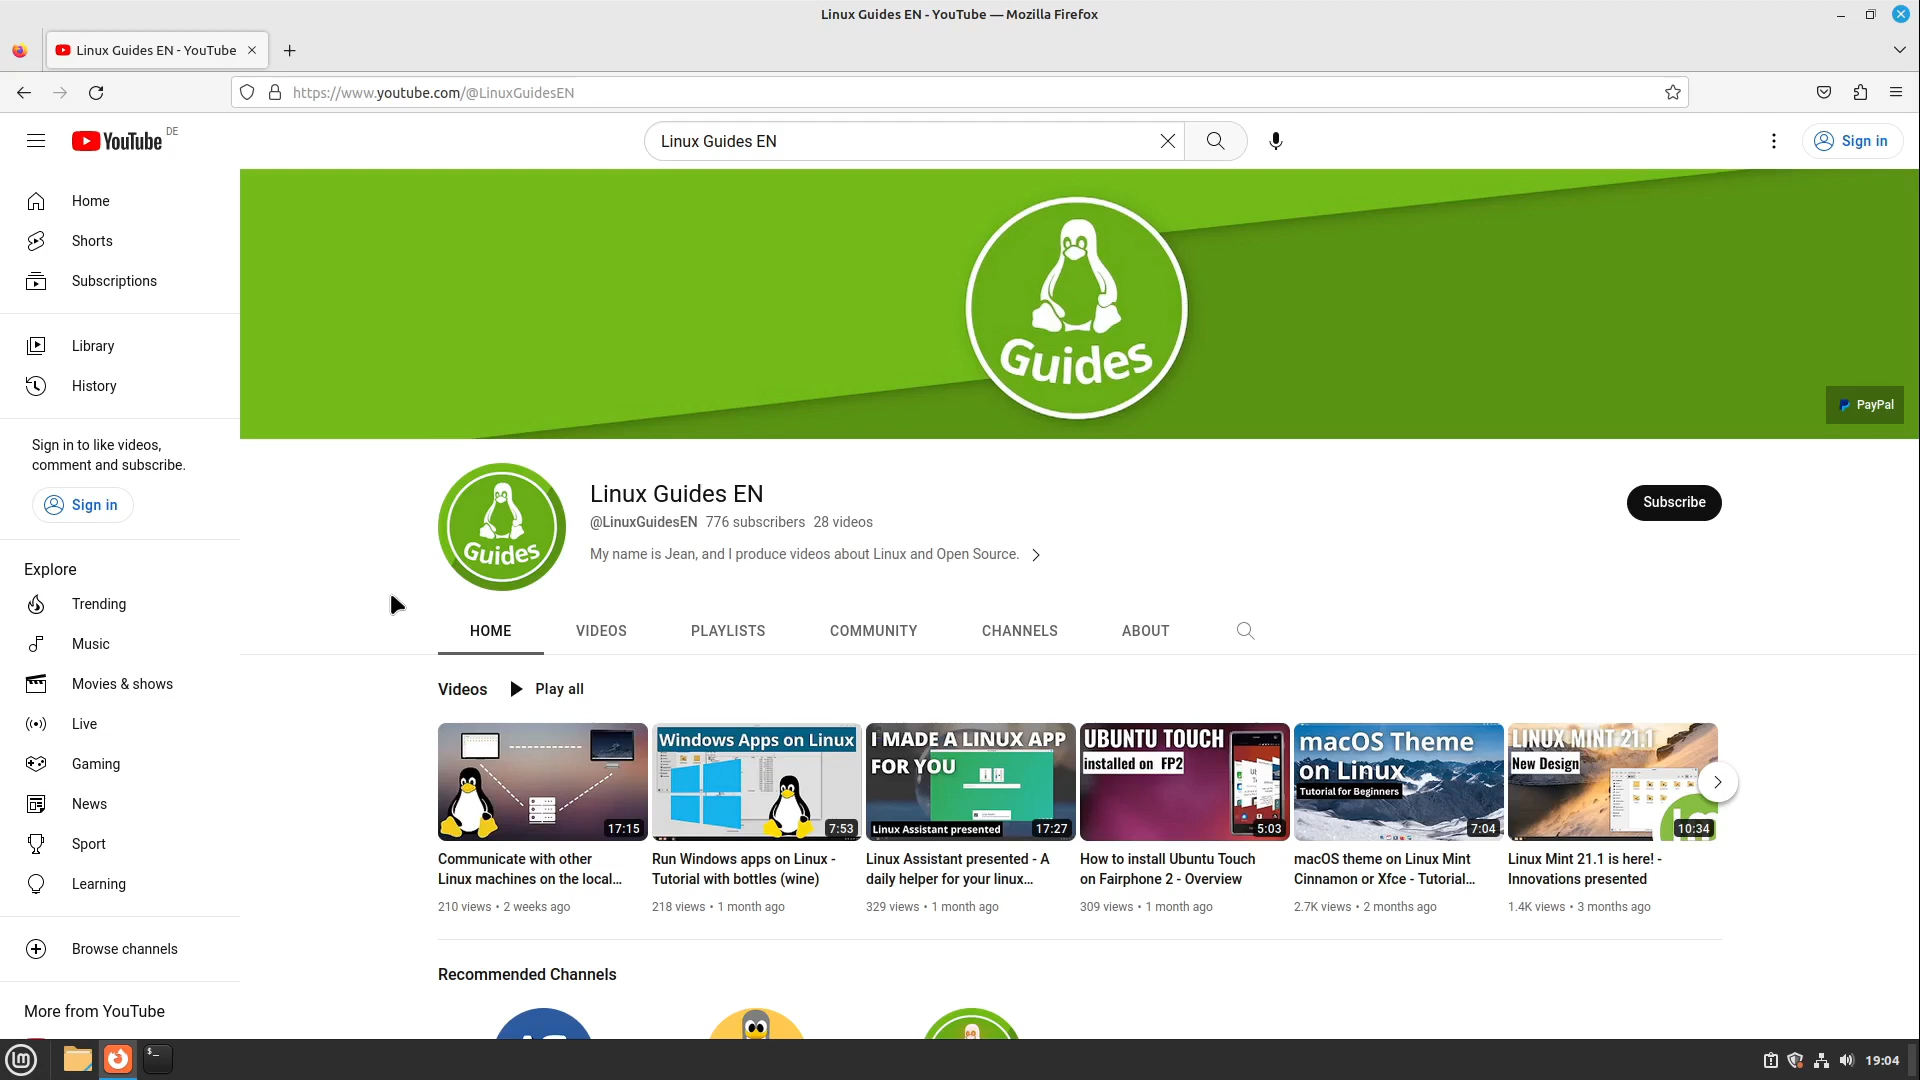 Linux Guides EN - YouTube — Mozilla Firefox
Linux Guides EN - YouTube
https://www.youtube.com/@LinuxGuidesEN
YouTube DE
Linux Guides EN
Sign in
Home
Shorts
Subscriptions
Library
History
Sign in to like videos,
comment and subscribe.
Sign in
Explore
Trending
Music
Movies & shows
Live
Gaming
News
Sport
Learning
Browse channels
More from YouTube
Guides
PayPal
Guides
Linux Guides EN
@LinuxGuidesEN 776 subscribers 28 videos
My name is Jean, and I produce videos about Linux and Open Source.
Subscribe
HOME VIDEOS PLAYLISTS COMMUNITY CHANNELS ABOUT
Videos Play all
17:15
Communicate with other
Linux machines on the local...
210 views • 2 weeks ago
Windows Apps on Linux
7:53
Run Windows apps on Linux -
Tutorial with bottles (wine)
218 views • 1 month ago
I MADE A LINUX APP
FOR YOU
Linux Assistant presented
17:27
Linux Assistant presented - A
daily helper for your linux...
329 views • 1 month ago
UBUNTU TOUCH
installed on FP2
5:03
How to install Ubuntu Touch
on Fairphone 2 - Overview
309 views • 1 month ago
macOS Theme
on Linux
Tutorial for Beginners
7:04
macOS theme on Linux Mint
Cinnamon or Xfce - Tutorial...
2.7K views • 2 months ago
LINUX MINT 21.1
New Design
10:34
Linux Mint 21.1 is here! -
Innovations presented
1.4K views • 3 months ago
Recommended Channels
19:04